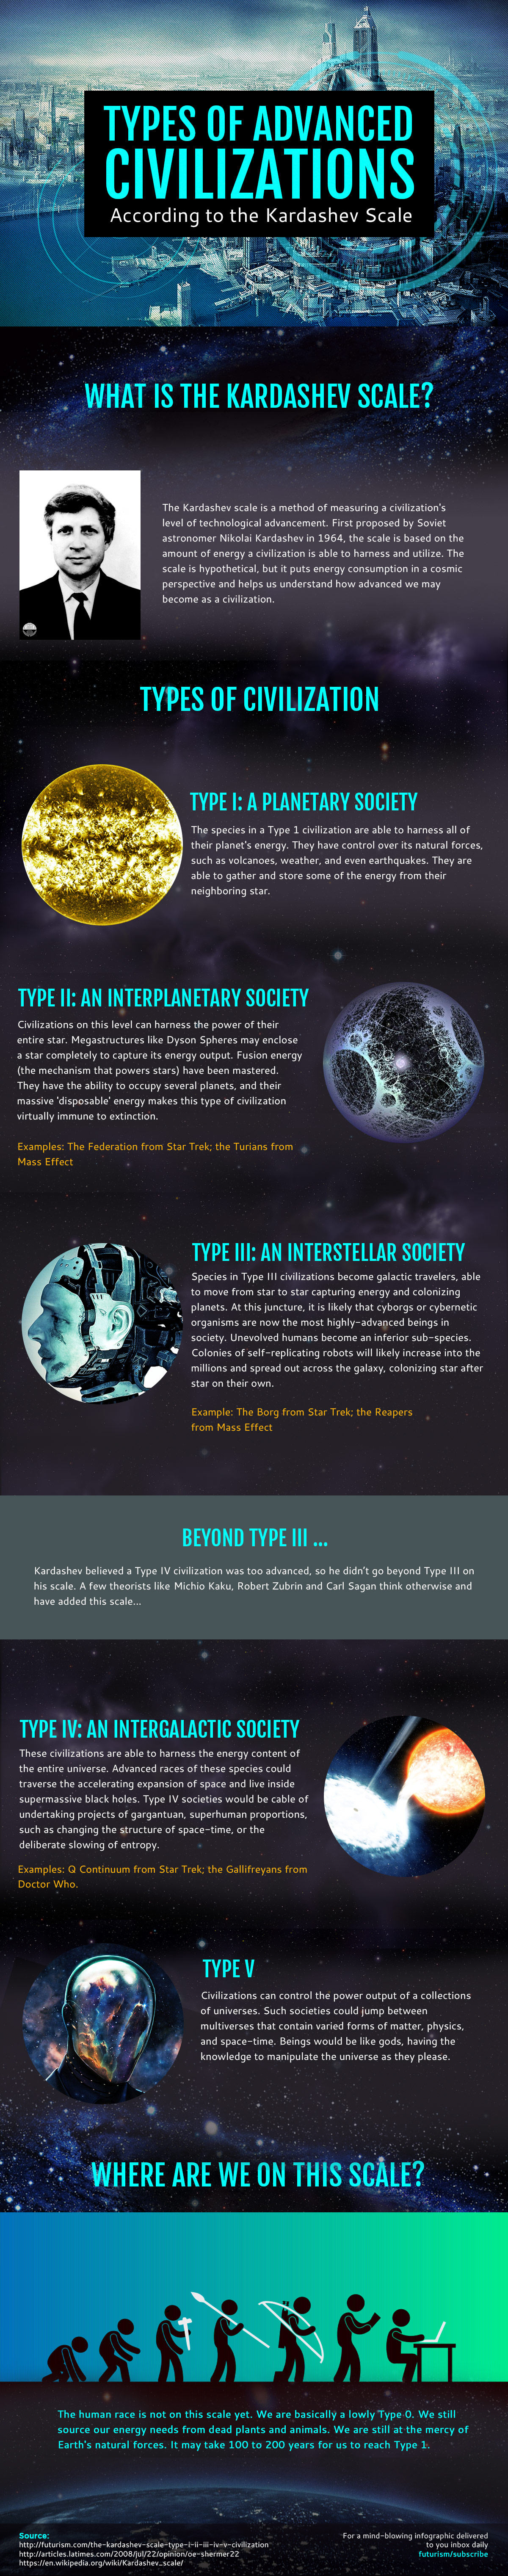 TYPES OF ADVANCED
CIVILIZATIONS
According to the Kardashev Scale
WHAT IS THE KARDASHEV SCALE?
The Kardashev scale is a method of measuring a civilization's
level of technological advancement. First proposed by Soviet
astronomer Nikolai Kardashev in 1964, the scale is based on the
amount of energy a civilization is able to harness and utilize. The
scale is hypothetical, but it puts energy consumption in a cosmic
perspective and helps us understand how advanced we may
become as a civilization.
TYPES OF CIVILIZATION
TYPE I: A PLANETARY SOCIETY
The species in a Type 1 civilization are able to harness all of
their planet's energy. They have control over its natural forces,
such as volcanoes, weather, and even earthquakes. They are
able to gather and store some of the energy from their
neighboring star.
TYPE II: AN INTERPLANETARY SOCIETY
Civilizations on this level can harness the power of their
entire star. Megastructures like Dyson Spheres may enclose
a star completely to capture its energy output. Fusion energy
(the mechanism that powers stars) have been mastered.
They have the ability to occupy several planets, and their
massive 'disposable' energy makes this type of civilization
virtually immune to extinction.
Examples: The Federation from Star Trek; the Turians from
Mass Effect
TYPE III: AN INTERSTELLAR SOCIETY
Species in Type III civilizations become galactic travelers, able
to move from star to star capturing energy and colonizing
planets. At this juncture, it is likely that cyborgs or cybernetic
organisms are now the most highly-advanced beings in
society. Unevolved humans become an inferior sub-species.
Colonies of self-replicating robots will likely increase into the
millions and spread out across the galaxy, colonizing star after
star on their own.
Example: The Borg from Star Trek; the Reapers
from Mass Effect
BEYOND TYPE III ...
Kardashev believed a Type IV civilization was too advanced, so he didn't go beyond Type III on
his scale. A few theorists like Michio Kaku, Robert Zubrin and Carl Sagan think otherwise and
have added this scale...
TYPE IV: AN INTERGALACTIC SOCIETY
These civilizations are able to harness the energy content of
the entire universe. Advanced races of these species could
traverse the accelerating expansion of space and live inside
supermassive black holes. Type IV societies would be cable of
undertaking projects of gargantuan, superhuman proportions,
such as changing the structure of space-time, or the
deliberate slowing of entropy.
Examples: Q Continuum from Star Trek; the Gallifreyans from
Doctor Who.
TYPE V
Civilizations can control the power output of a collections
of universes. Such societies could jump between
multiverses that contain varied forms of matter, physics,
and space-time. Beings would be like gods, having the
knowledge to manipulate the universe as they please.
WHERE ARE WE ON THIS SCALE?
The human race is not on this scale yet. We are basically a lowly Type 0. We still
source our energy needs from dead plants and animals. We are still at the mercy of
Earth's natural forces. It may take 100 to 200 years for us to reach Type 1.
Source:
http://futurism.com/the-kardashev-scale-type-i-ii-iii-iv-v-civilization
http://articles.latimes.com/2008/jul/22/opinion/oe-shermer22
https://en.wikipedia.org/wiki/Kardashev_scale/
For a mind-blowing infographic delivered
to you inbox daily
futurism/subscribe